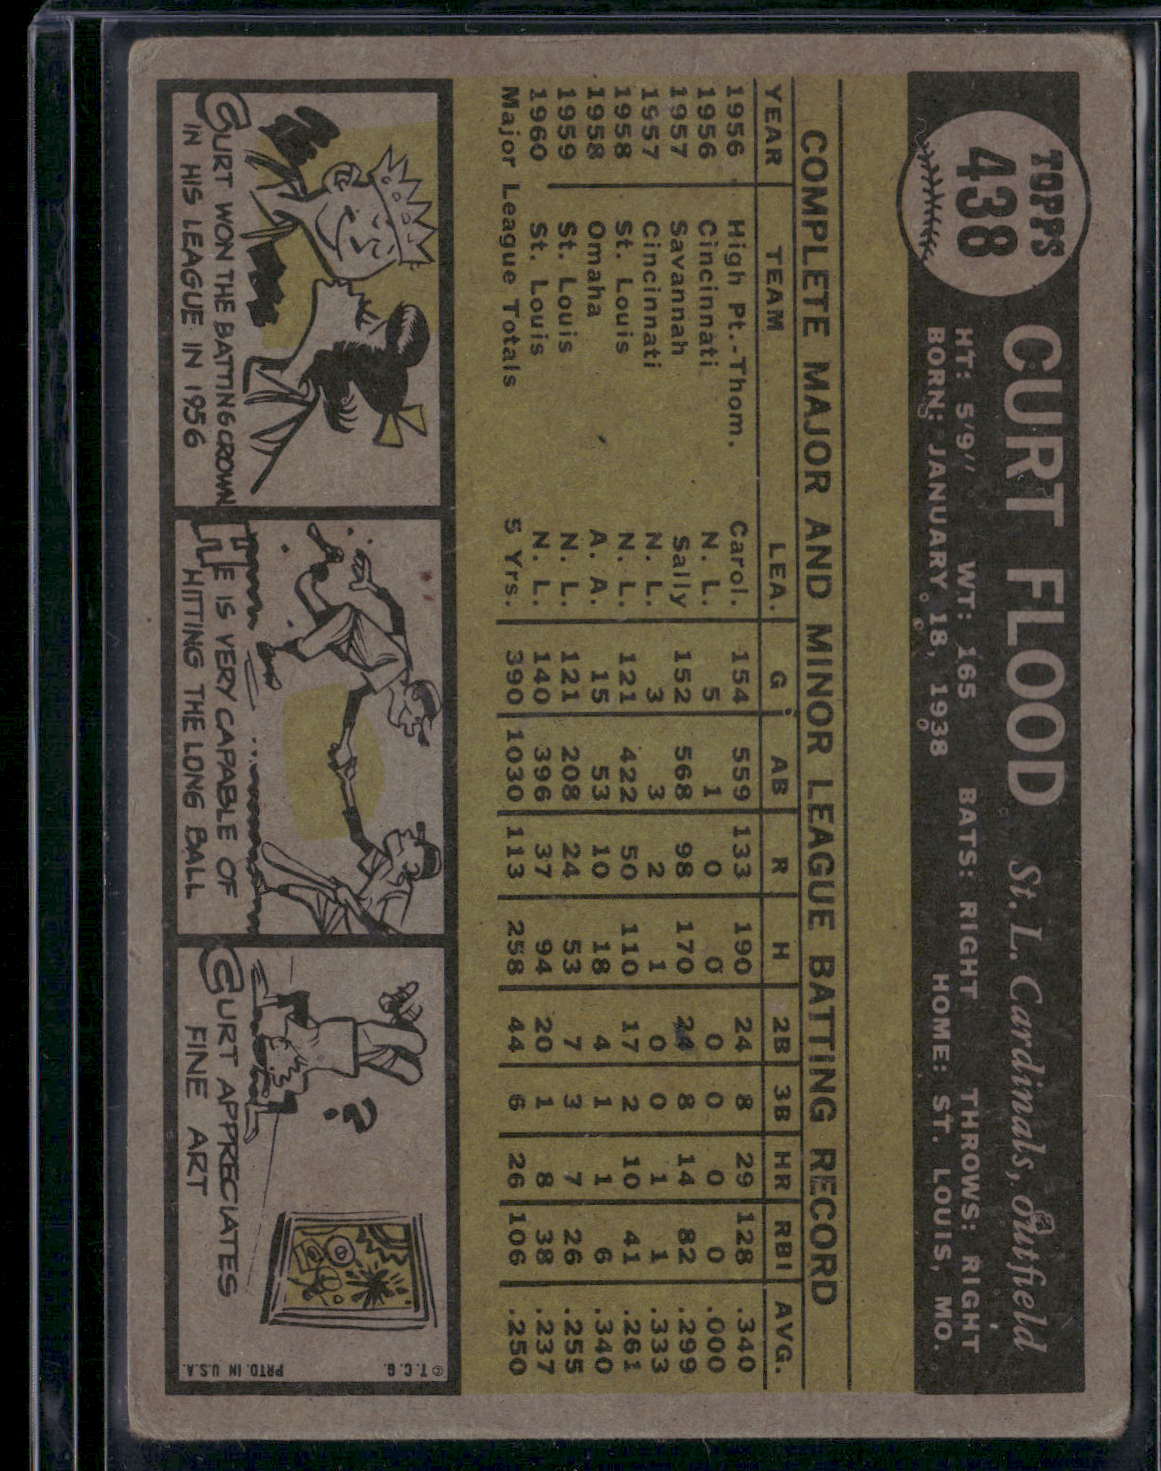 TOPPS
438
CURT FLOOD St. L. Cardinals, Outfield
HT: 5'9" WT: 165 BATS: RIGHT THROWS: RIGHT
BORN: JANUARY 18, 1938 HOME: ST. LOUIS, MO.
COMPLETE MAJOR AND MINOR LEAGUE BATTING RECORD
YEAR TEAM LEA. G AB R H 2B 3B HR RBI AVG.
1956 High Pt.-Thom. Carol. 154 559 133 190 24 8 29 128 .340
1956 Cincinnati N. L. 5 1 0 0 0 0 0 0 .000
1957 Savannah Sally 152 568 98 170 24 8 14 82 .299
1957 Cincinnati N. L. 3 3 2 1 0 0 1 1 .333
1958 St. Louis N. L. 121 422 50 110 17 2 10 41 .261
1958 Omaha A. A. 15 53 10 18 4 1 1 6 .340
1959 St. Louis N. L. 121 208 24 53 7 3 7 26 .255
1960 St. Louis N. L. 140 396 37 94 20 1 8 38 .237
Major League Totals 5 Yrs. 390 1030 113 258 44 6 26 106 .250
CURT WON THE BATTING CROWN
IN HIS LEAGUE IN 1956
HE IS VERY CAPABLE OF
HITTING THE LONG BALL
?
CURT APPRECIATES
FINE ART
© T. C. G.
PRTD. IN U.S.A.